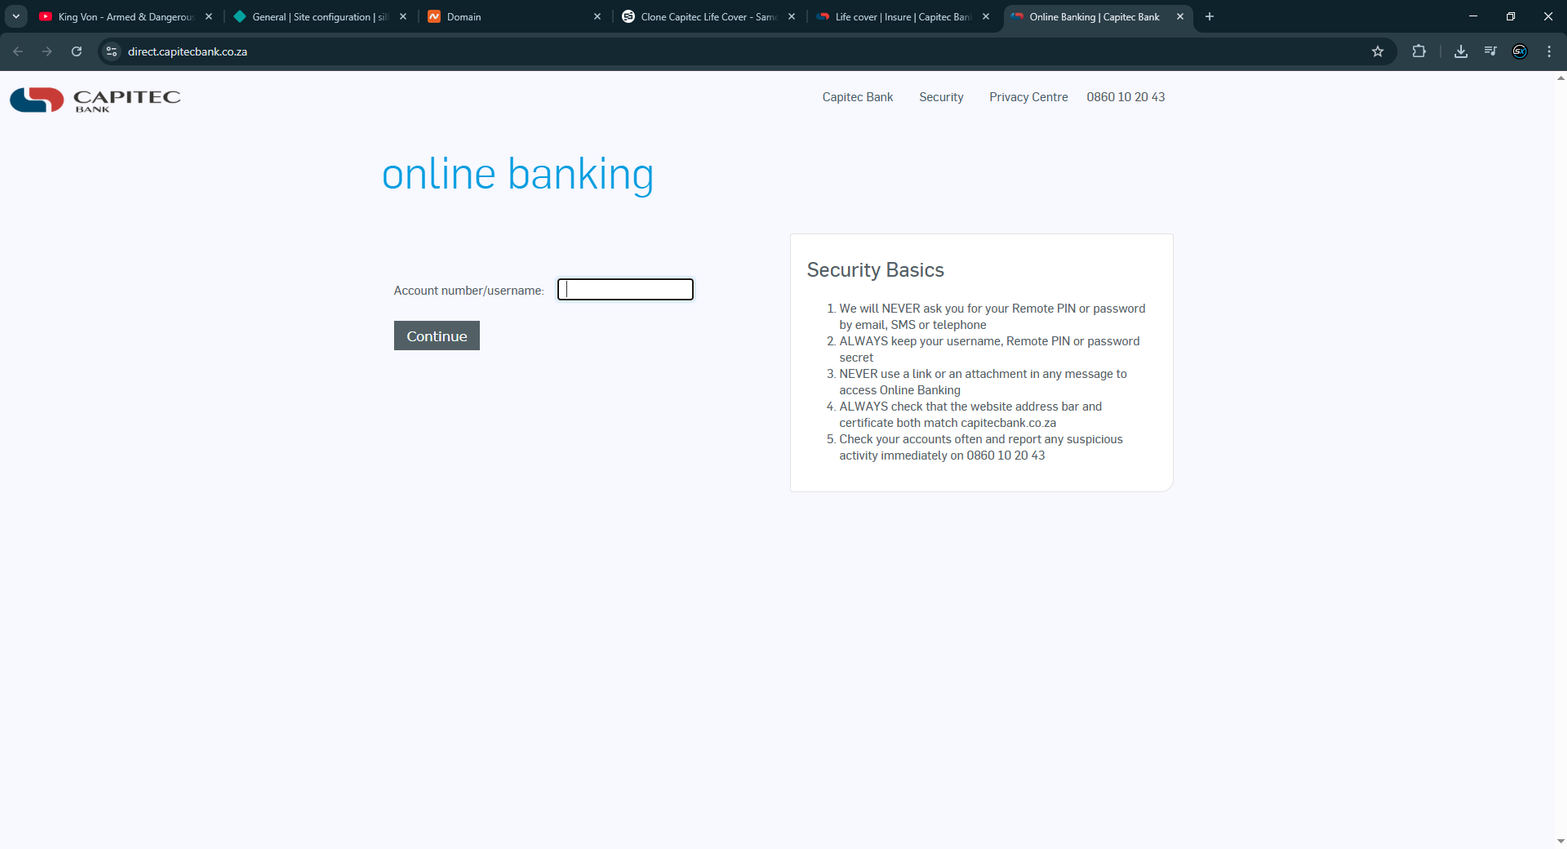 King Von - Armed & Dangerous
General | Site configuration | sill
Domain
Clone Capitec Life Cover - Same
Life cover | Insure | Capitec Bank
Online Banking | Capitec Bank
direct.capitecbank.co.za
CAPITEC
BANK
Capitec Bank
Security
Privacy Centre
0860 10 20 43
online banking
Account number/username:
Continue
Security Basics
1. We will NEVER ask you for your Remote PIN or password
by email, SMS or telephone
2. ALWAYS keep your username, Remote PIN or password
secret
3. NEVER use a link or an attachment in any message to
access Online Banking
4. ALWAYS check that the website address bar and
certificate both match capitecbank.co.za
5. Check your accounts often and report any suspicious
activity immediately on 0860 10 20 43